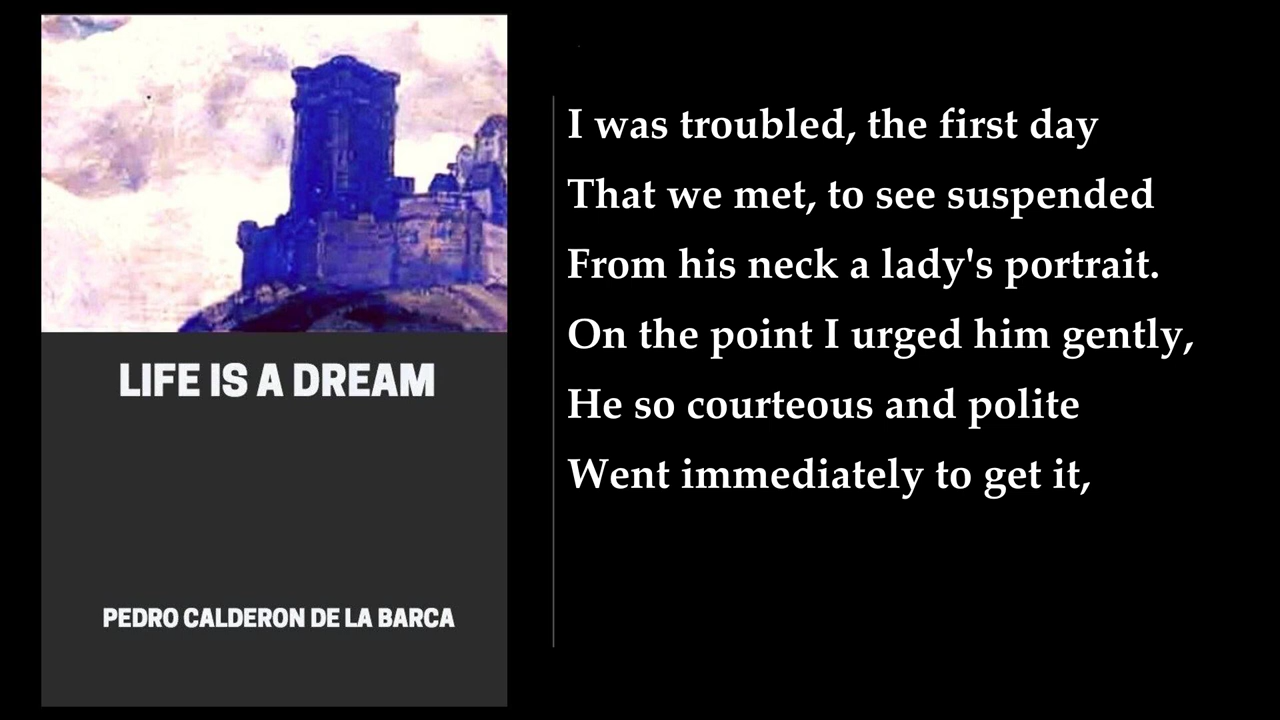 LIFE IS A DREAM
PEDRO CALDERON DE LA BARCA
I was troubled, the first day
That we met, to see suspended
From his neck a lady's portrait.
On the point I urged him gently,
He so courteous and polite
Went immediately to get it,